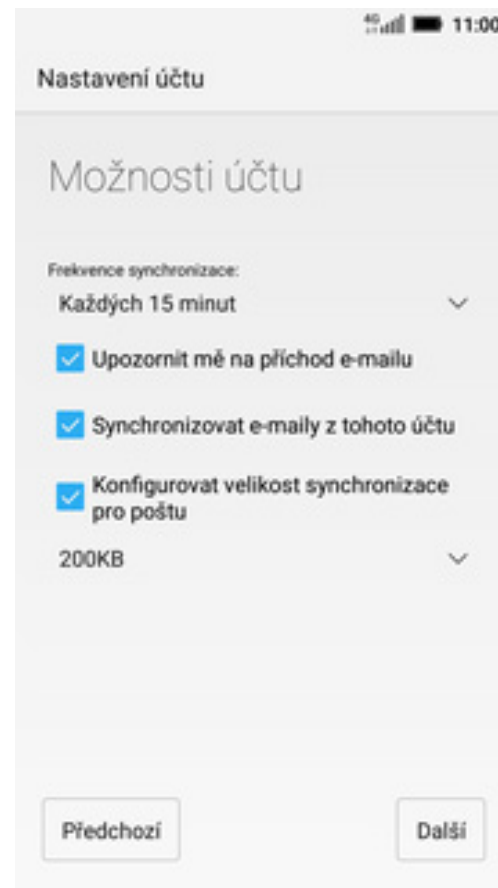 4G 11:00
Nastavení účtu
Možnosti účtu
Frekvence synchronizace:
Každých 15 minut
Upozornit mě na příchod e-mailu
Synchronizovat e-maily z tohoto účtu
Konfigurovat velikost synchronizace
pro poštu
200KB
Předchozí Další